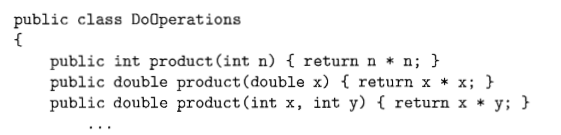 public class DoOperations
{
    public int product(int n) { return n * n; }
    public double product(double x) { return x * x; }
    public double product(int x, int y) { return x * y; }
        ...